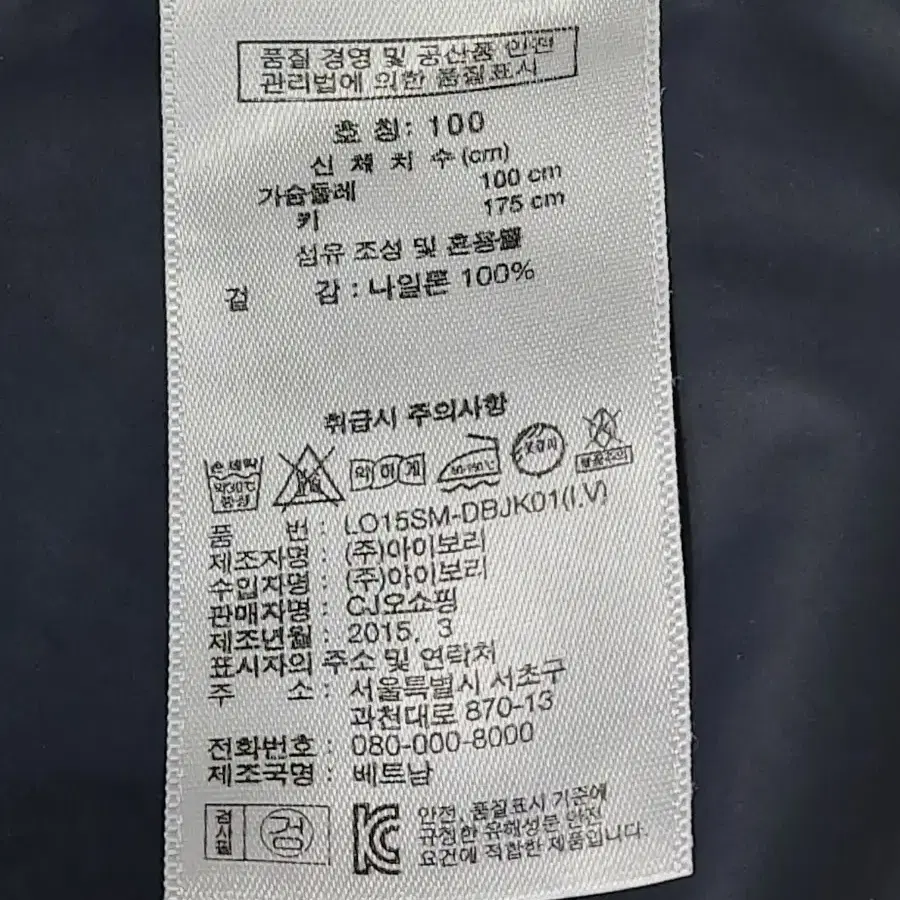 품질 경영 및 공산품 안전
관리법에 의한 품질표시
호 칭: 100
신 체 치 수 (cm)
가슴둘레 100 cm
키 175 cm
섬유 조성 및 혼용률
겉 감 : 나일론 100%
취급시 주의사항
손세탁
약30℃
중성
약하게
80-150℃
옷걸이
품 번 : LO15SM-DBJK01(I,V)
제조자명 : (주)아이보리
수입자명 : (주)아이보리
판매자명 : CJ오쇼핑
제조년월 : 2015. 3
표시자의 주소 및 연락처
주 소 : 서울특별시 서초구
과천대로 870-13
전화번호 : 080-000-8000
제조국명 : 베트남
검사필
검
안전, 품질표시 기준에
규정한 유해성분 안전
요건에 적합한 제품입니다.